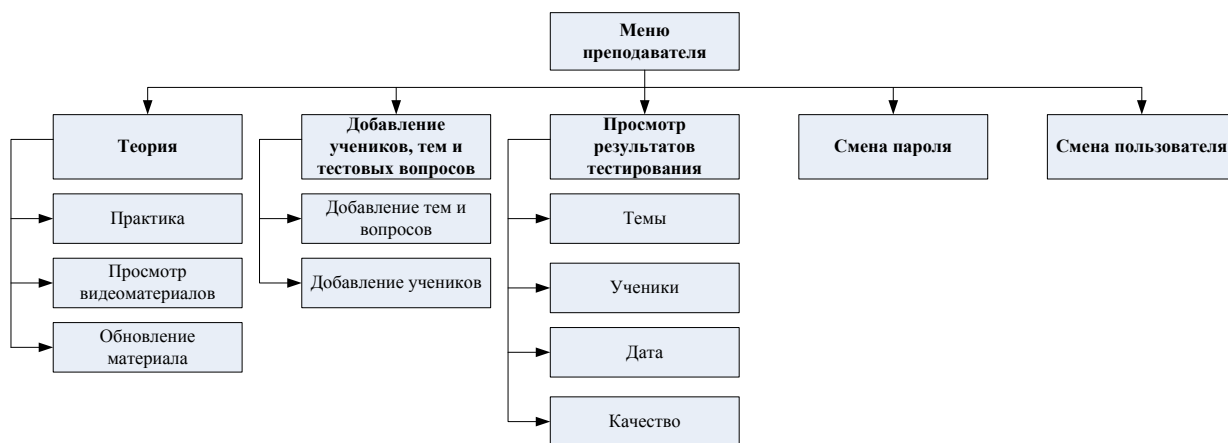 Меню
преподавателя
Теория
Добавление
учеников, тем и
тестовых вопросов
Просмотр
результатов
тестирования
Смена пароля
Смена пользователя
Практика
Добавление тем и
вопросов
Темы
Просмотр
видеоматериалов
Добавление учеников
Ученики
Обновление
материала
Дата
Качество